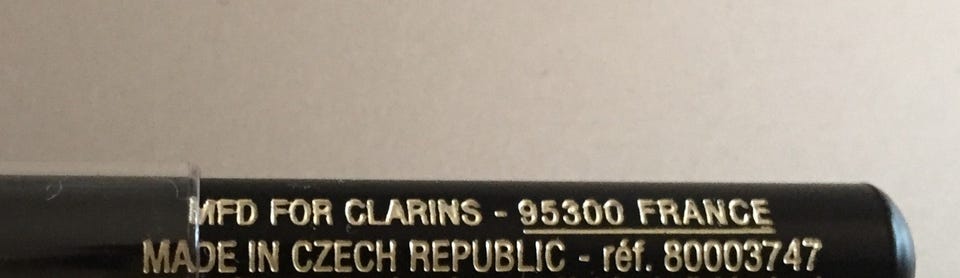 MFD FOR CLARINS - 95300 FRANCE
MADE IN CZECH REPUBLIC - réf. 80003747